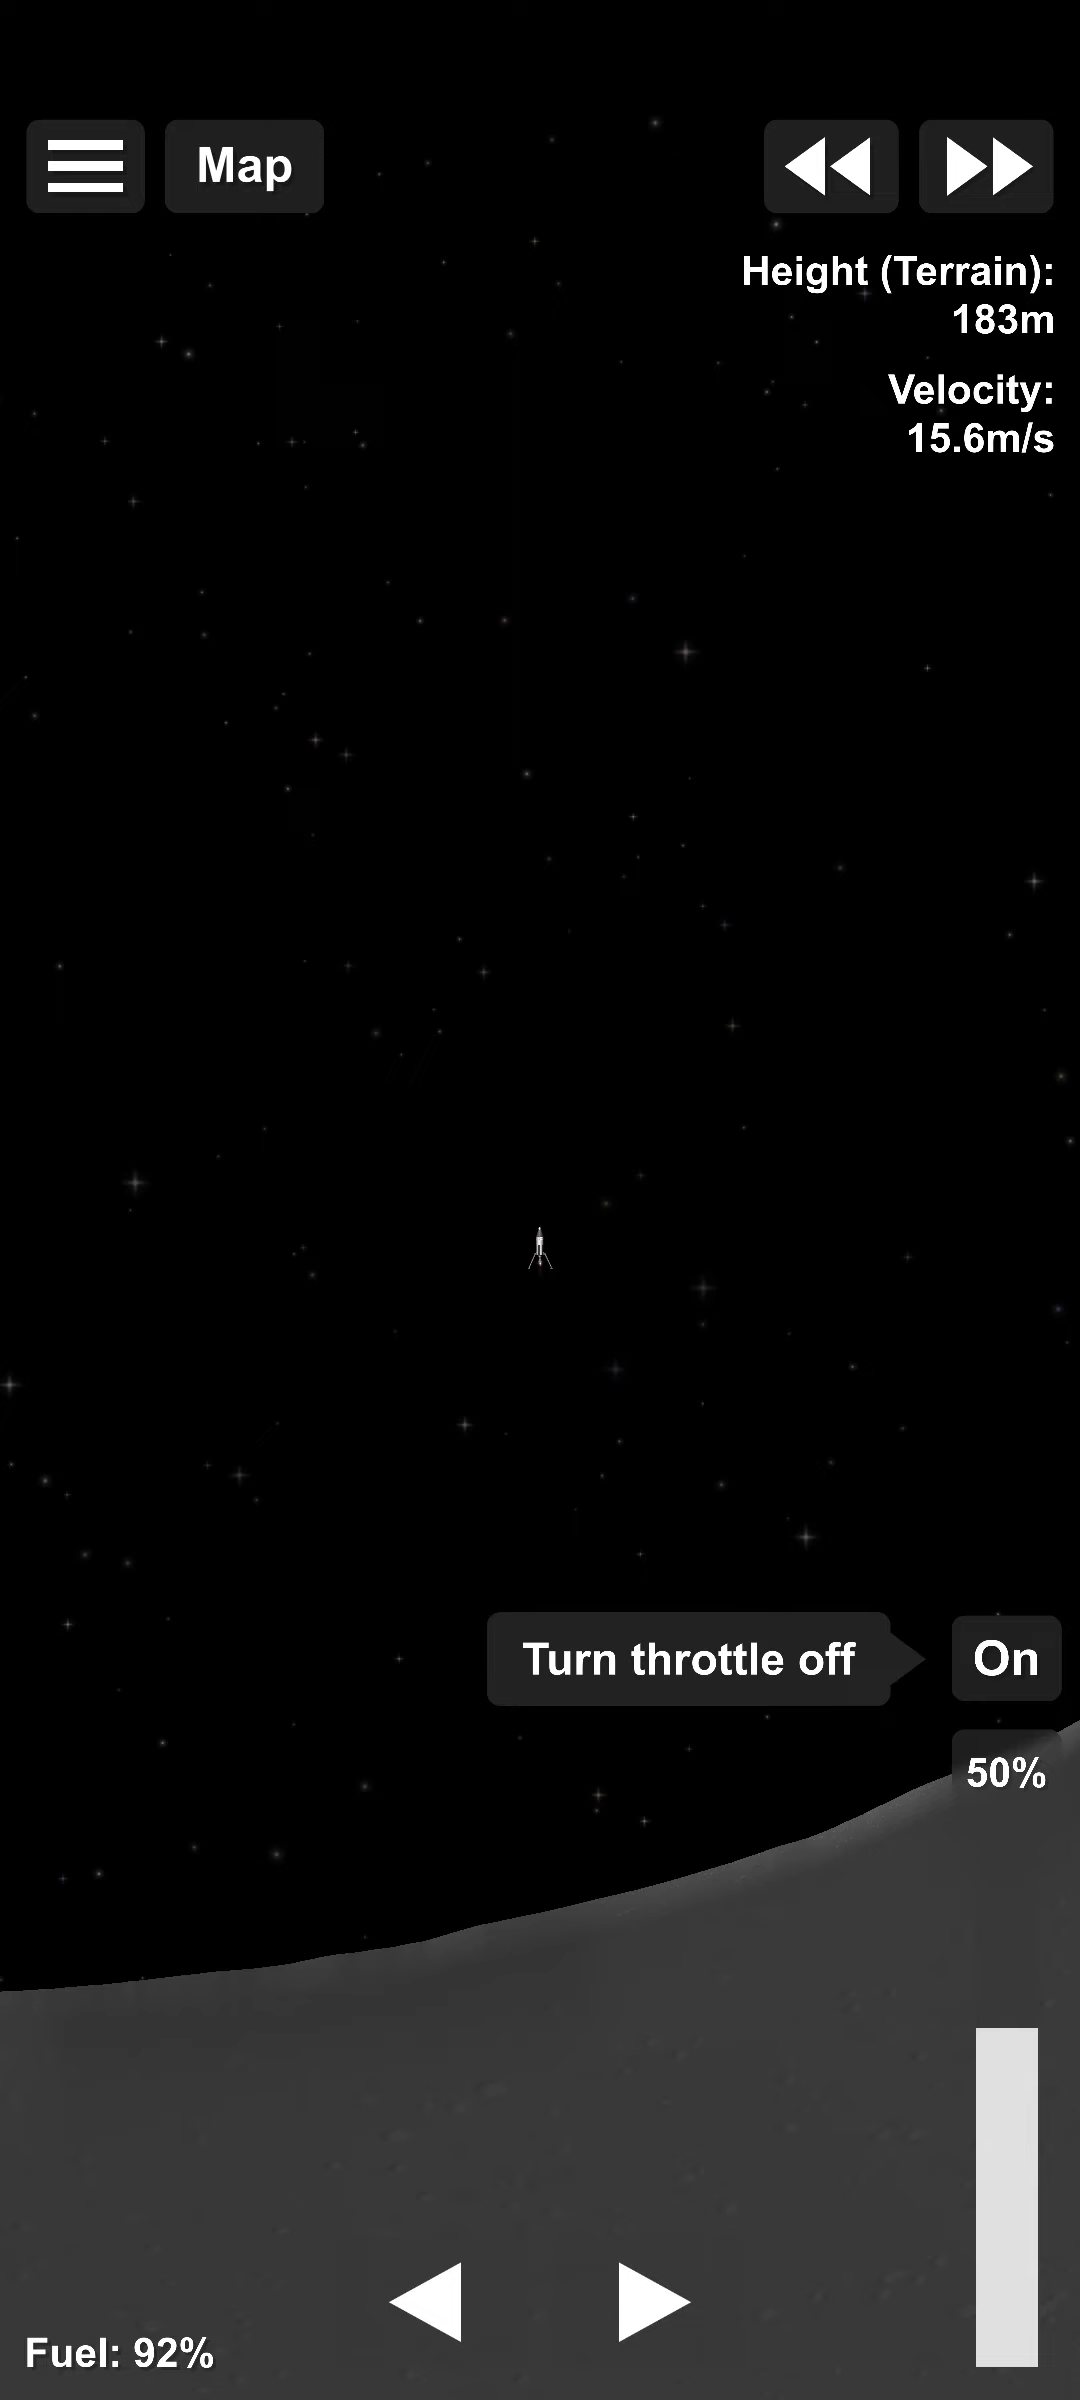 Map
Height (Terrain):
183m
Velocity:
15.6m/s
Turn throttle off
On
50%
Fuel: 92%